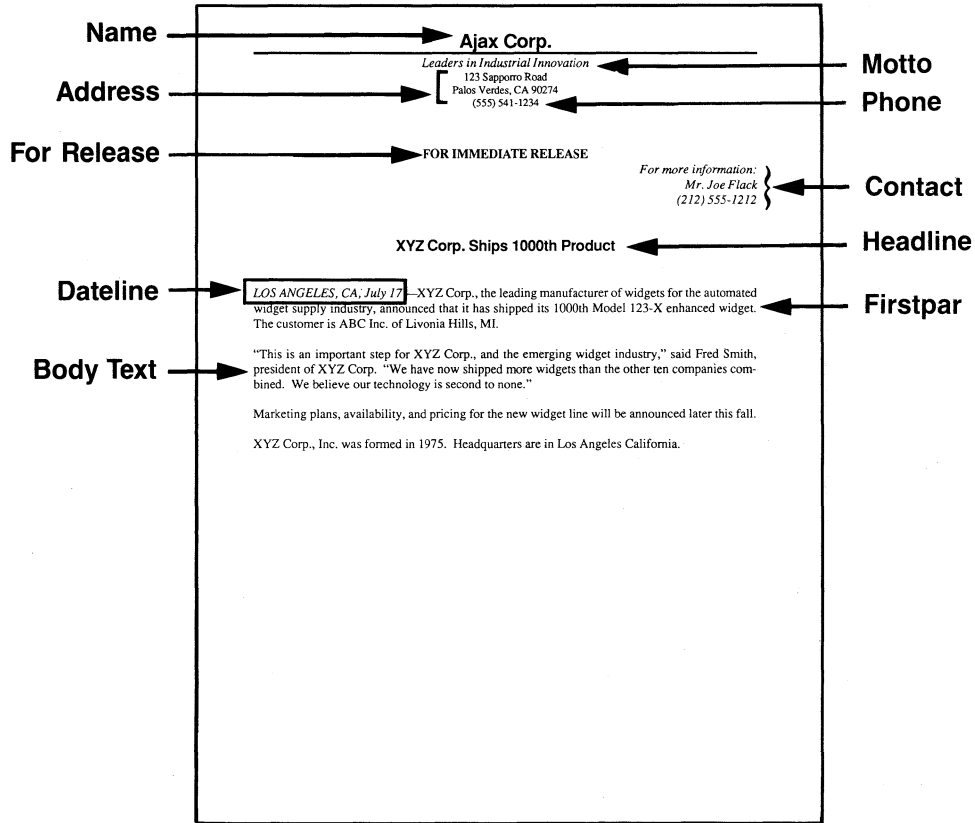 Name
Ajax Corp.
Leaders in Industrial Innovation
Motto
Address
123 Sapporro Road
Palos Verdes, CA 90274
(555) 541-1234
Phone
For Release
FOR IMMEDIATE RELEASE
For more information:
Mr. Joe Flack
(212) 555-1212
Contact
XYZ Corp. Ships 1000th Product
Headline
Dateline
LOS ANGELES, CA, July 17—XYZ Corp., the leading manufacturer of widgets for the automated
widget supply industry, announced that it has shipped its 1000th Model 123-X enhanced widget.
The customer is ABC Inc. of Livonia Hills, MI.
Firstpar
Body Text
“This is an important step for XYZ Corp., and the emerging widget industry,” said Fred Smith,
president of XYZ Corp. “We have now shipped more widgets than the other ten companies com-
bined. We believe our technology is second to none.”
Marketing plans, availability, and pricing for the new widget line will be announced later this fall.
XYZ Corp., Inc. was formed in 1975. Headquarters are in Los Angeles California.